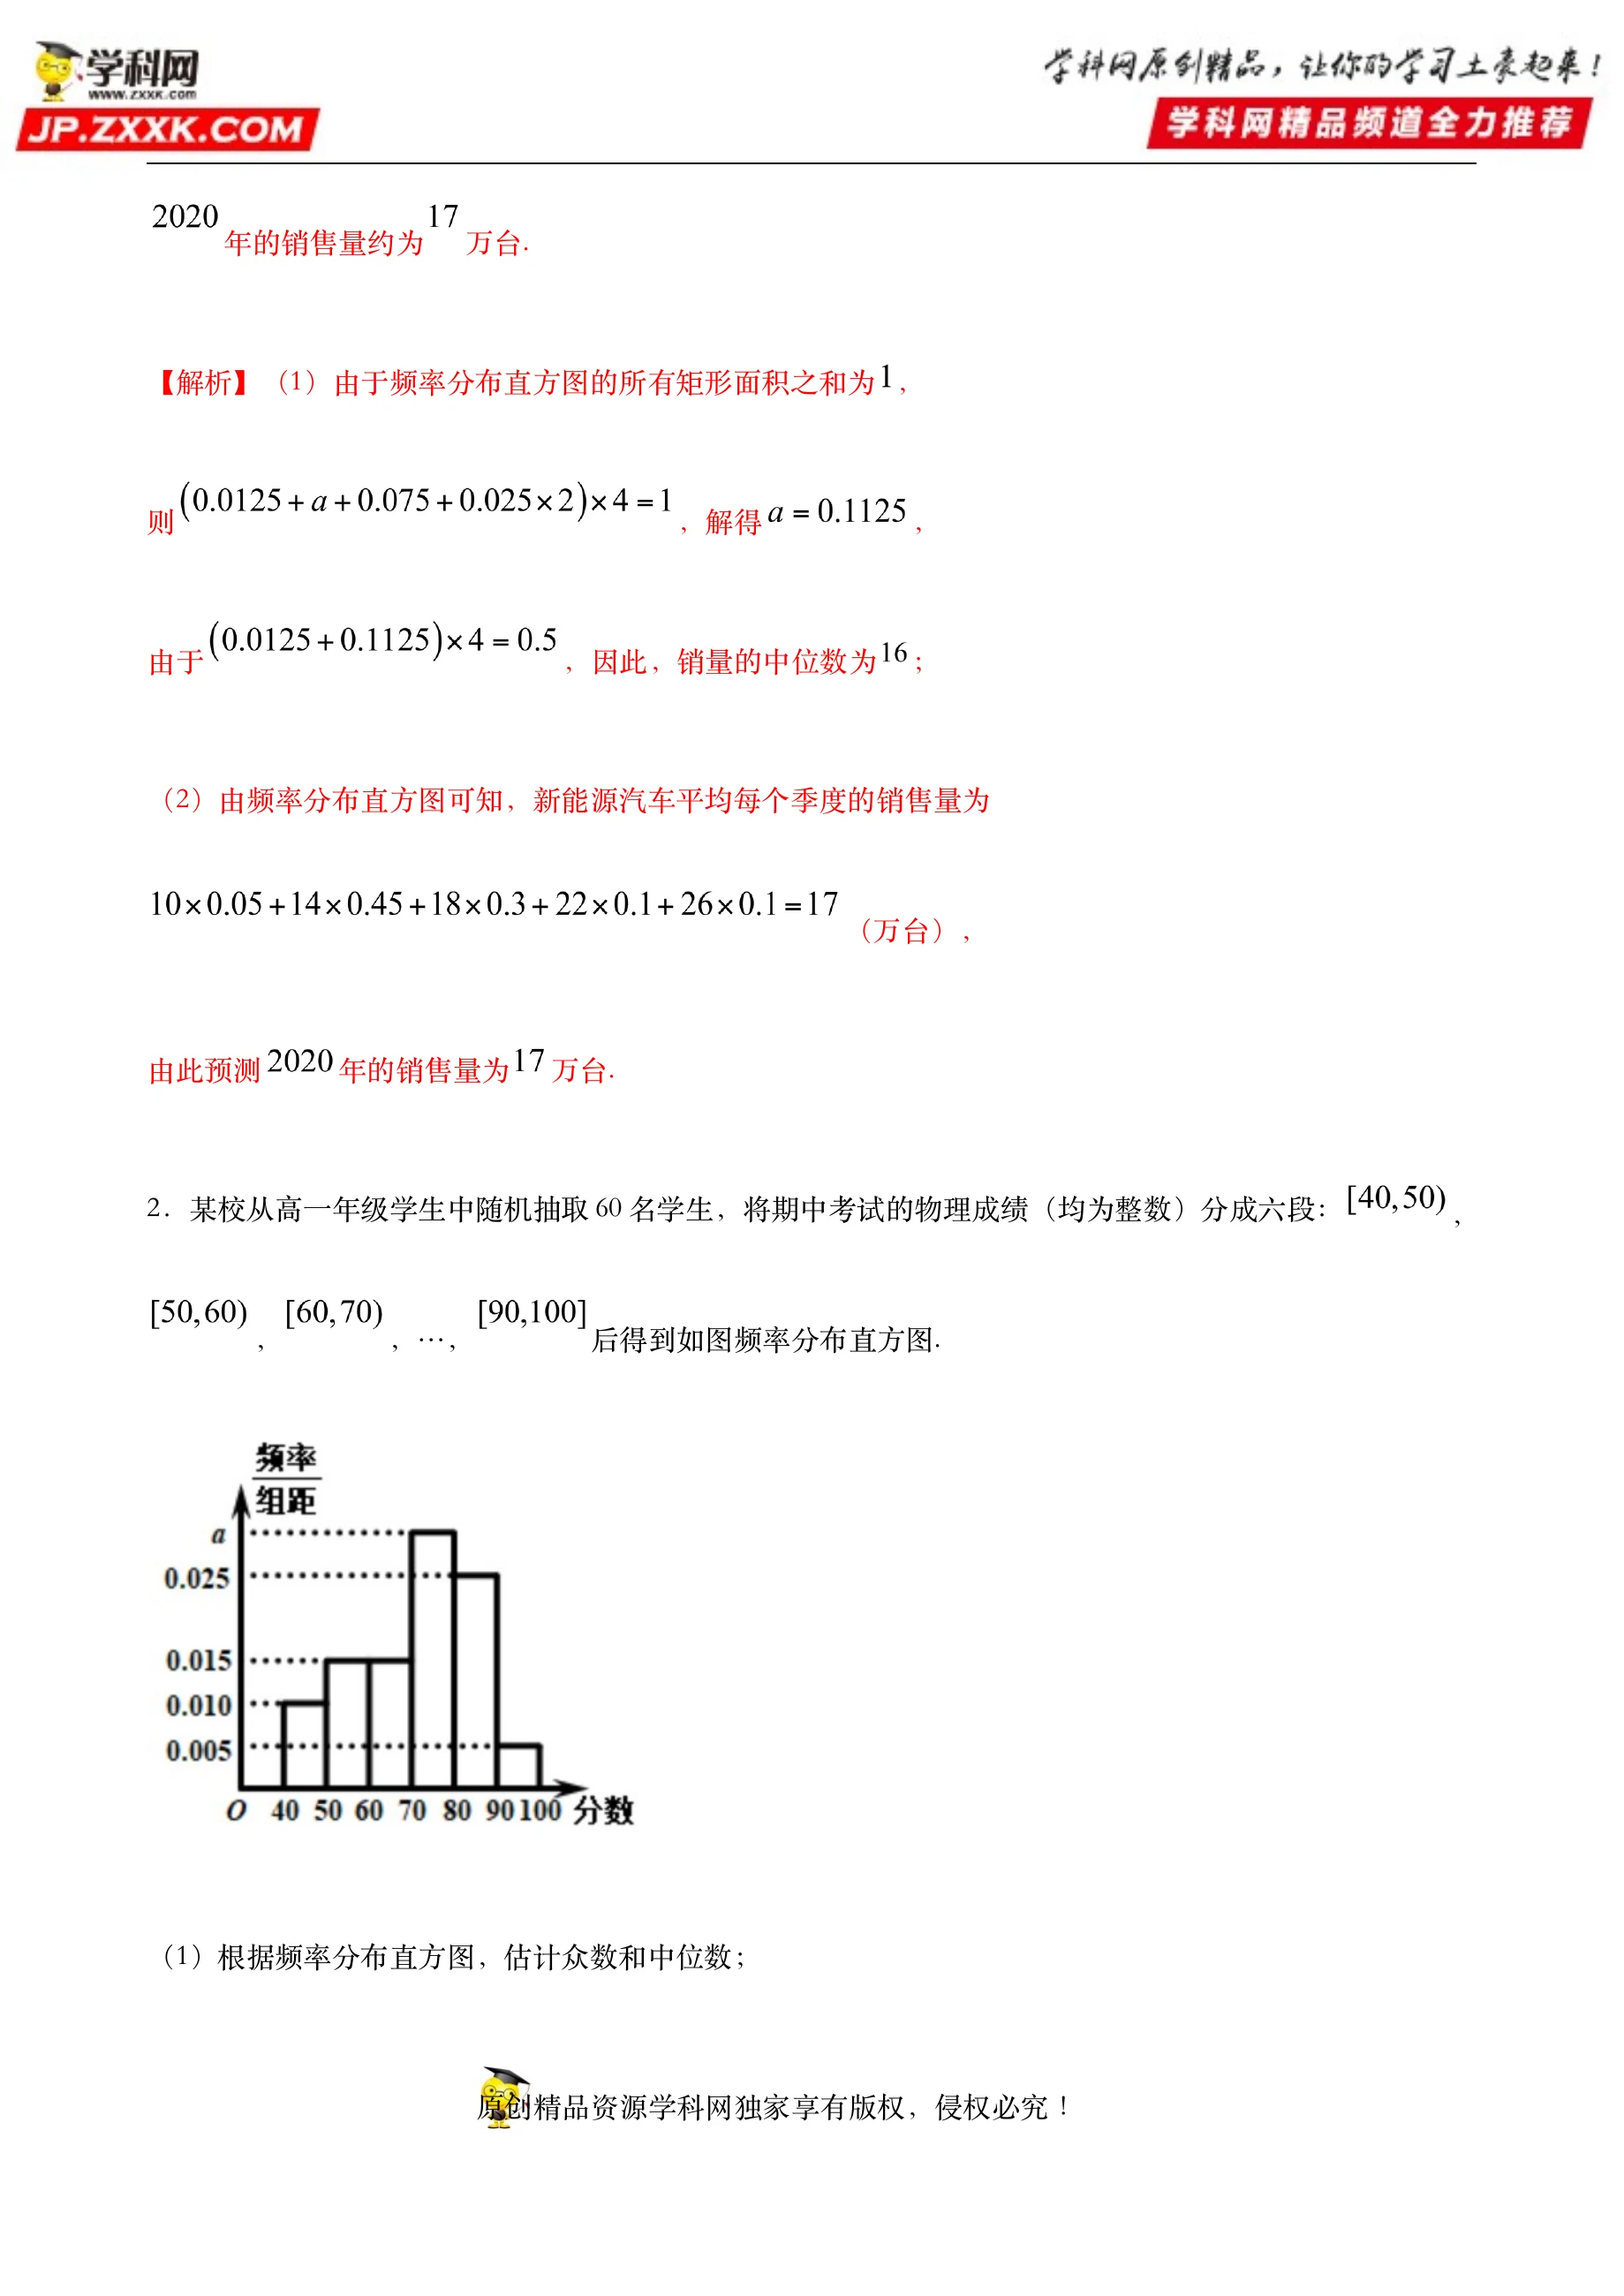 学科网
www.zxxk.com
JP.ZXXK.COM
学科网原创精品，让你的学习土豪起来！
学科网精品频道全力推荐
2020年的销售量约为17万台.
【解析】（1）由于频率分布直方图的所有矩形面积之和为1，
则(0.0125+a+0.075+0.025×2)×4=1，解得a=0.1125，
由于(0.0125+0.1125)×4=0.5，因此，销量的中位数为16；
（2）由频率分布直方图可知，新能源汽车平均每个季度的销售量为
10×0.05+14×0.45+18×0.3+22×0.1+26×0.1=17（万台），
由此预测2020年的销售量为17万台.
2．某校从高一年级学生中随机抽取60名学生，将期中考试的物理成绩（均为整数）分成六段：[40,50)，
[50,60)，[60,70)，…，[90,100]后得到如图频率分布直方图.
频率
组距
a
0.025
0.015
0.010
0.005
O 40 50 60 70 80 90 100 分数
（1）根据频率分布直方图，估计众数和中位数；
原创精品资源学科网独家享有版权，侵权必究！